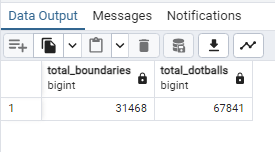 Data Output Messages Notifications
total_boundaries total_dotballs
bigint bigint
1 31468 67841